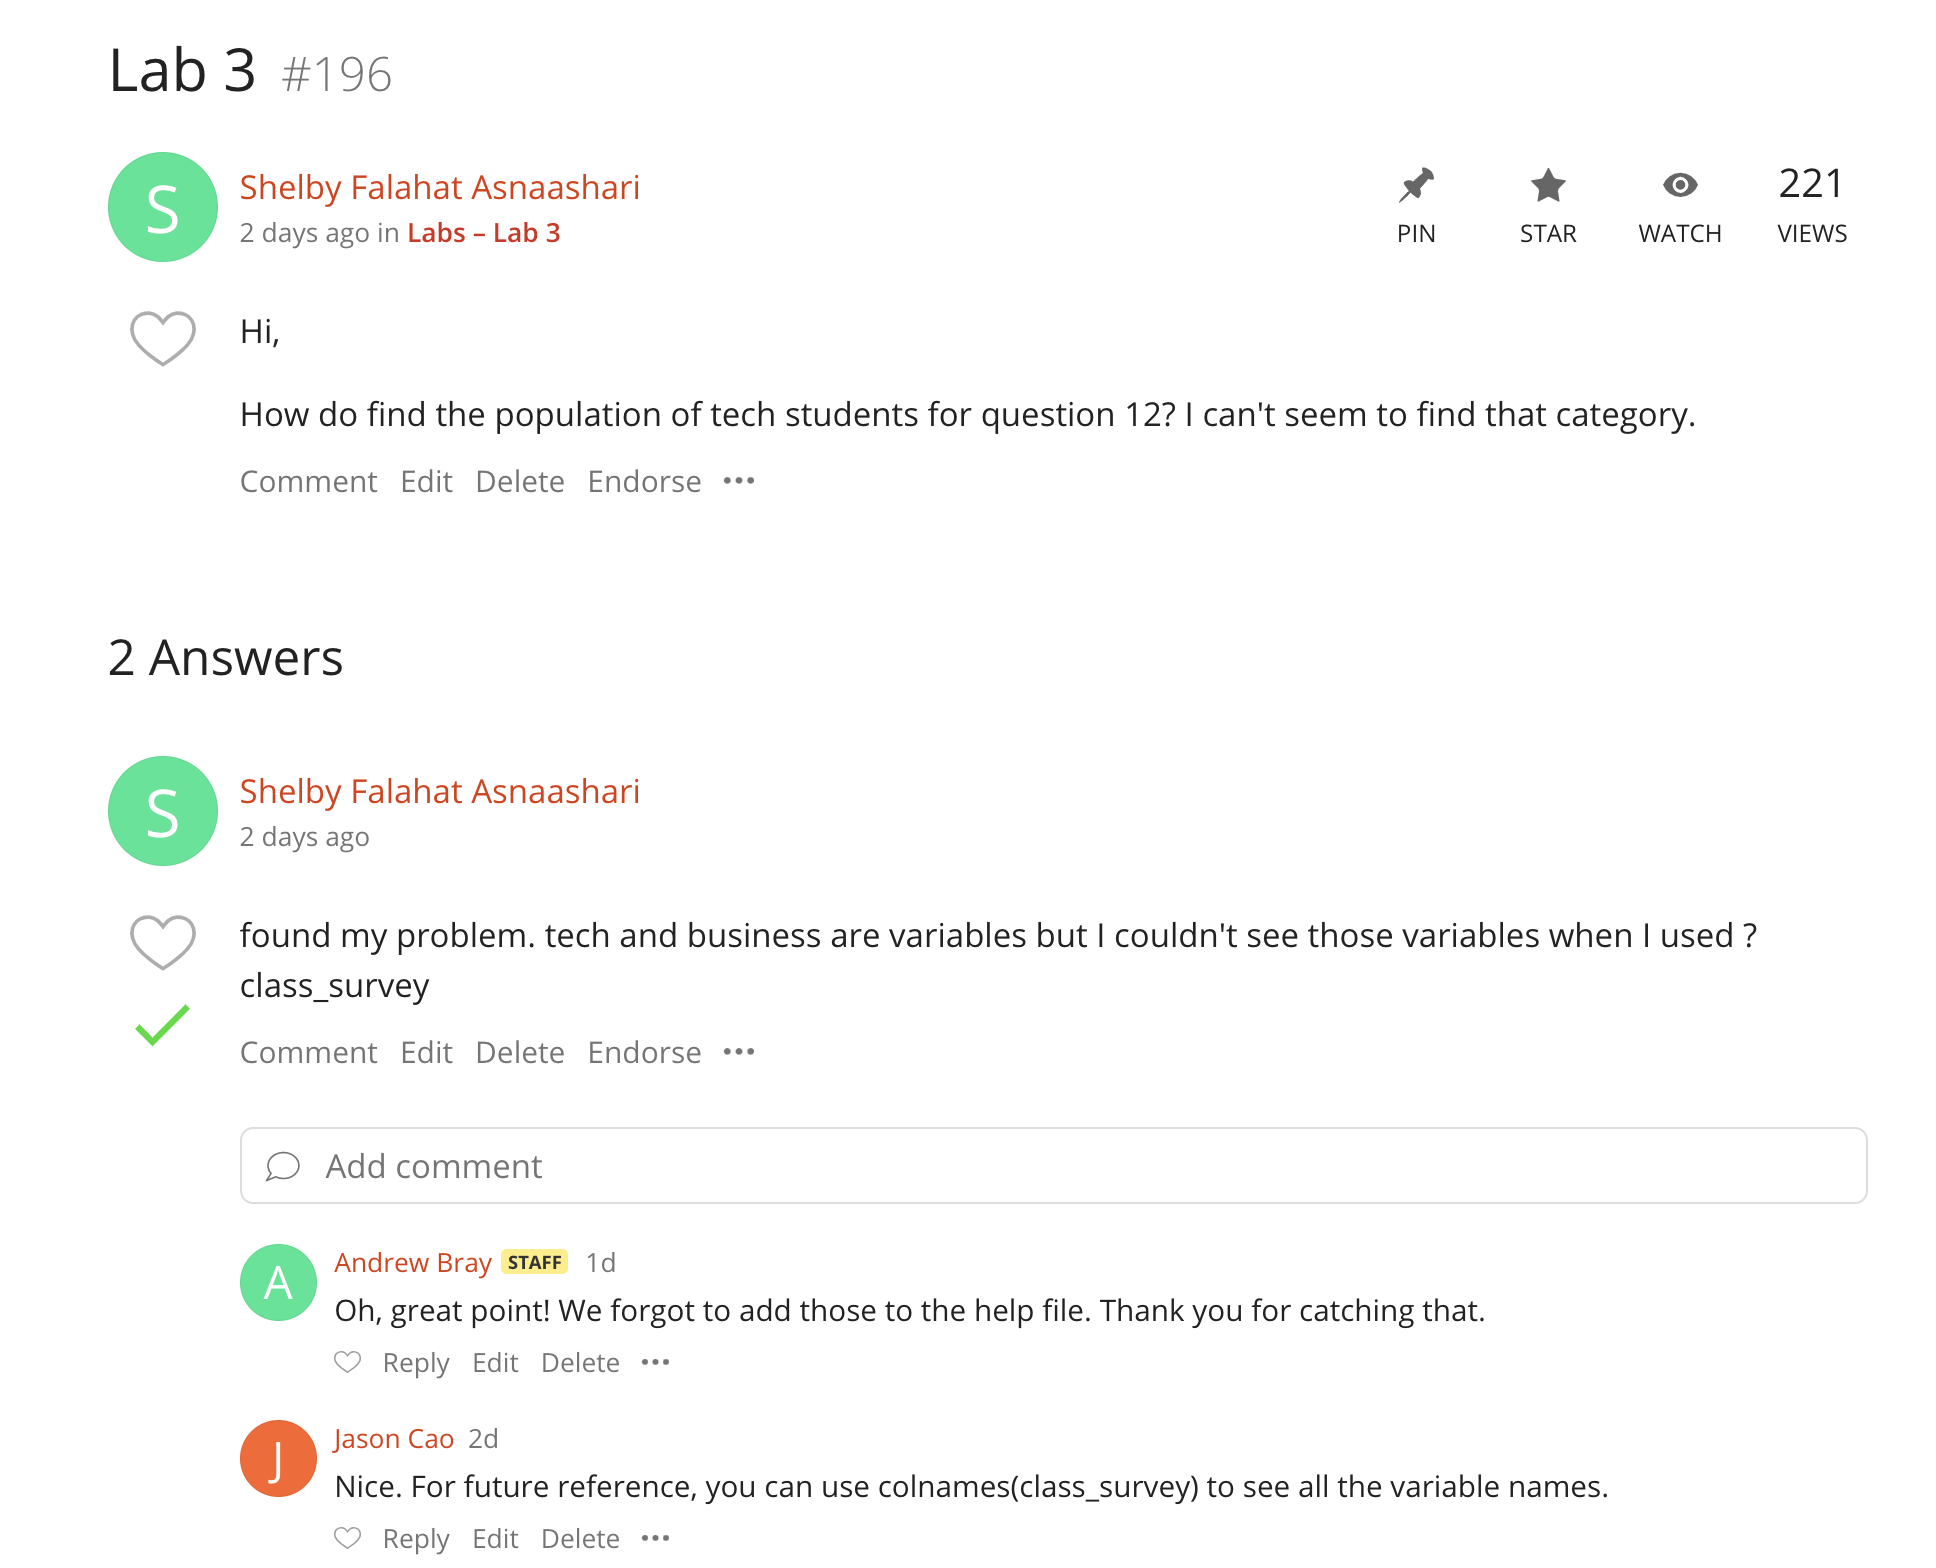 Lab 3 #196
S
Shelby Falahat Asnaashari
2 days ago in Labs – Lab 3
PIN
STAR
WATCH
221
VIEWS
Hi,
How do find the population of tech students for question 12? I can't seem to find that category.
Comment Edit Delete Endorse •••
2 Answers
S
Shelby Falahat Asnaashari
2 days ago
found my problem. tech and business are variables but I couldn't see those variables when I used ?
class_survey
Comment Edit Delete Endorse •••
Add comment
A
Andrew Bray STAFF 1d
Oh, great point! We forgot to add those to the help file. Thank you for catching that.
Reply Edit Delete •••
J
Jason Cao 2d
Nice. For future reference, you can use colnames(class_survey) to see all the variable names.
Reply Edit Delete •••